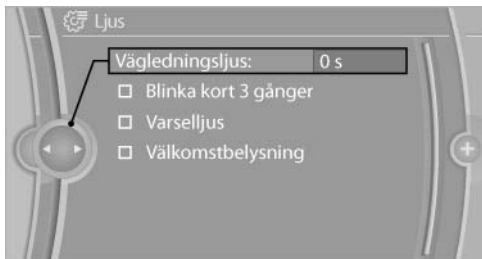 Ljus
Vägledningsljus: 0 s
Blinka kort 3 gånger
Varselljus
Välkomstbelysning